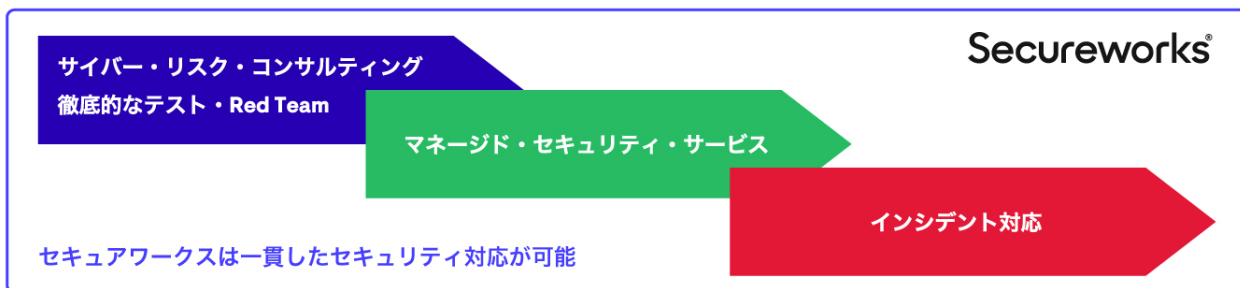 サイバー・リスク・コンサルティング
徹底的なテスト・Red Team
Secureworks®
マネージド・セキュリティ・サービス
インシデント対応
セキュアワークスは一貫したセキュリティ対応が可能